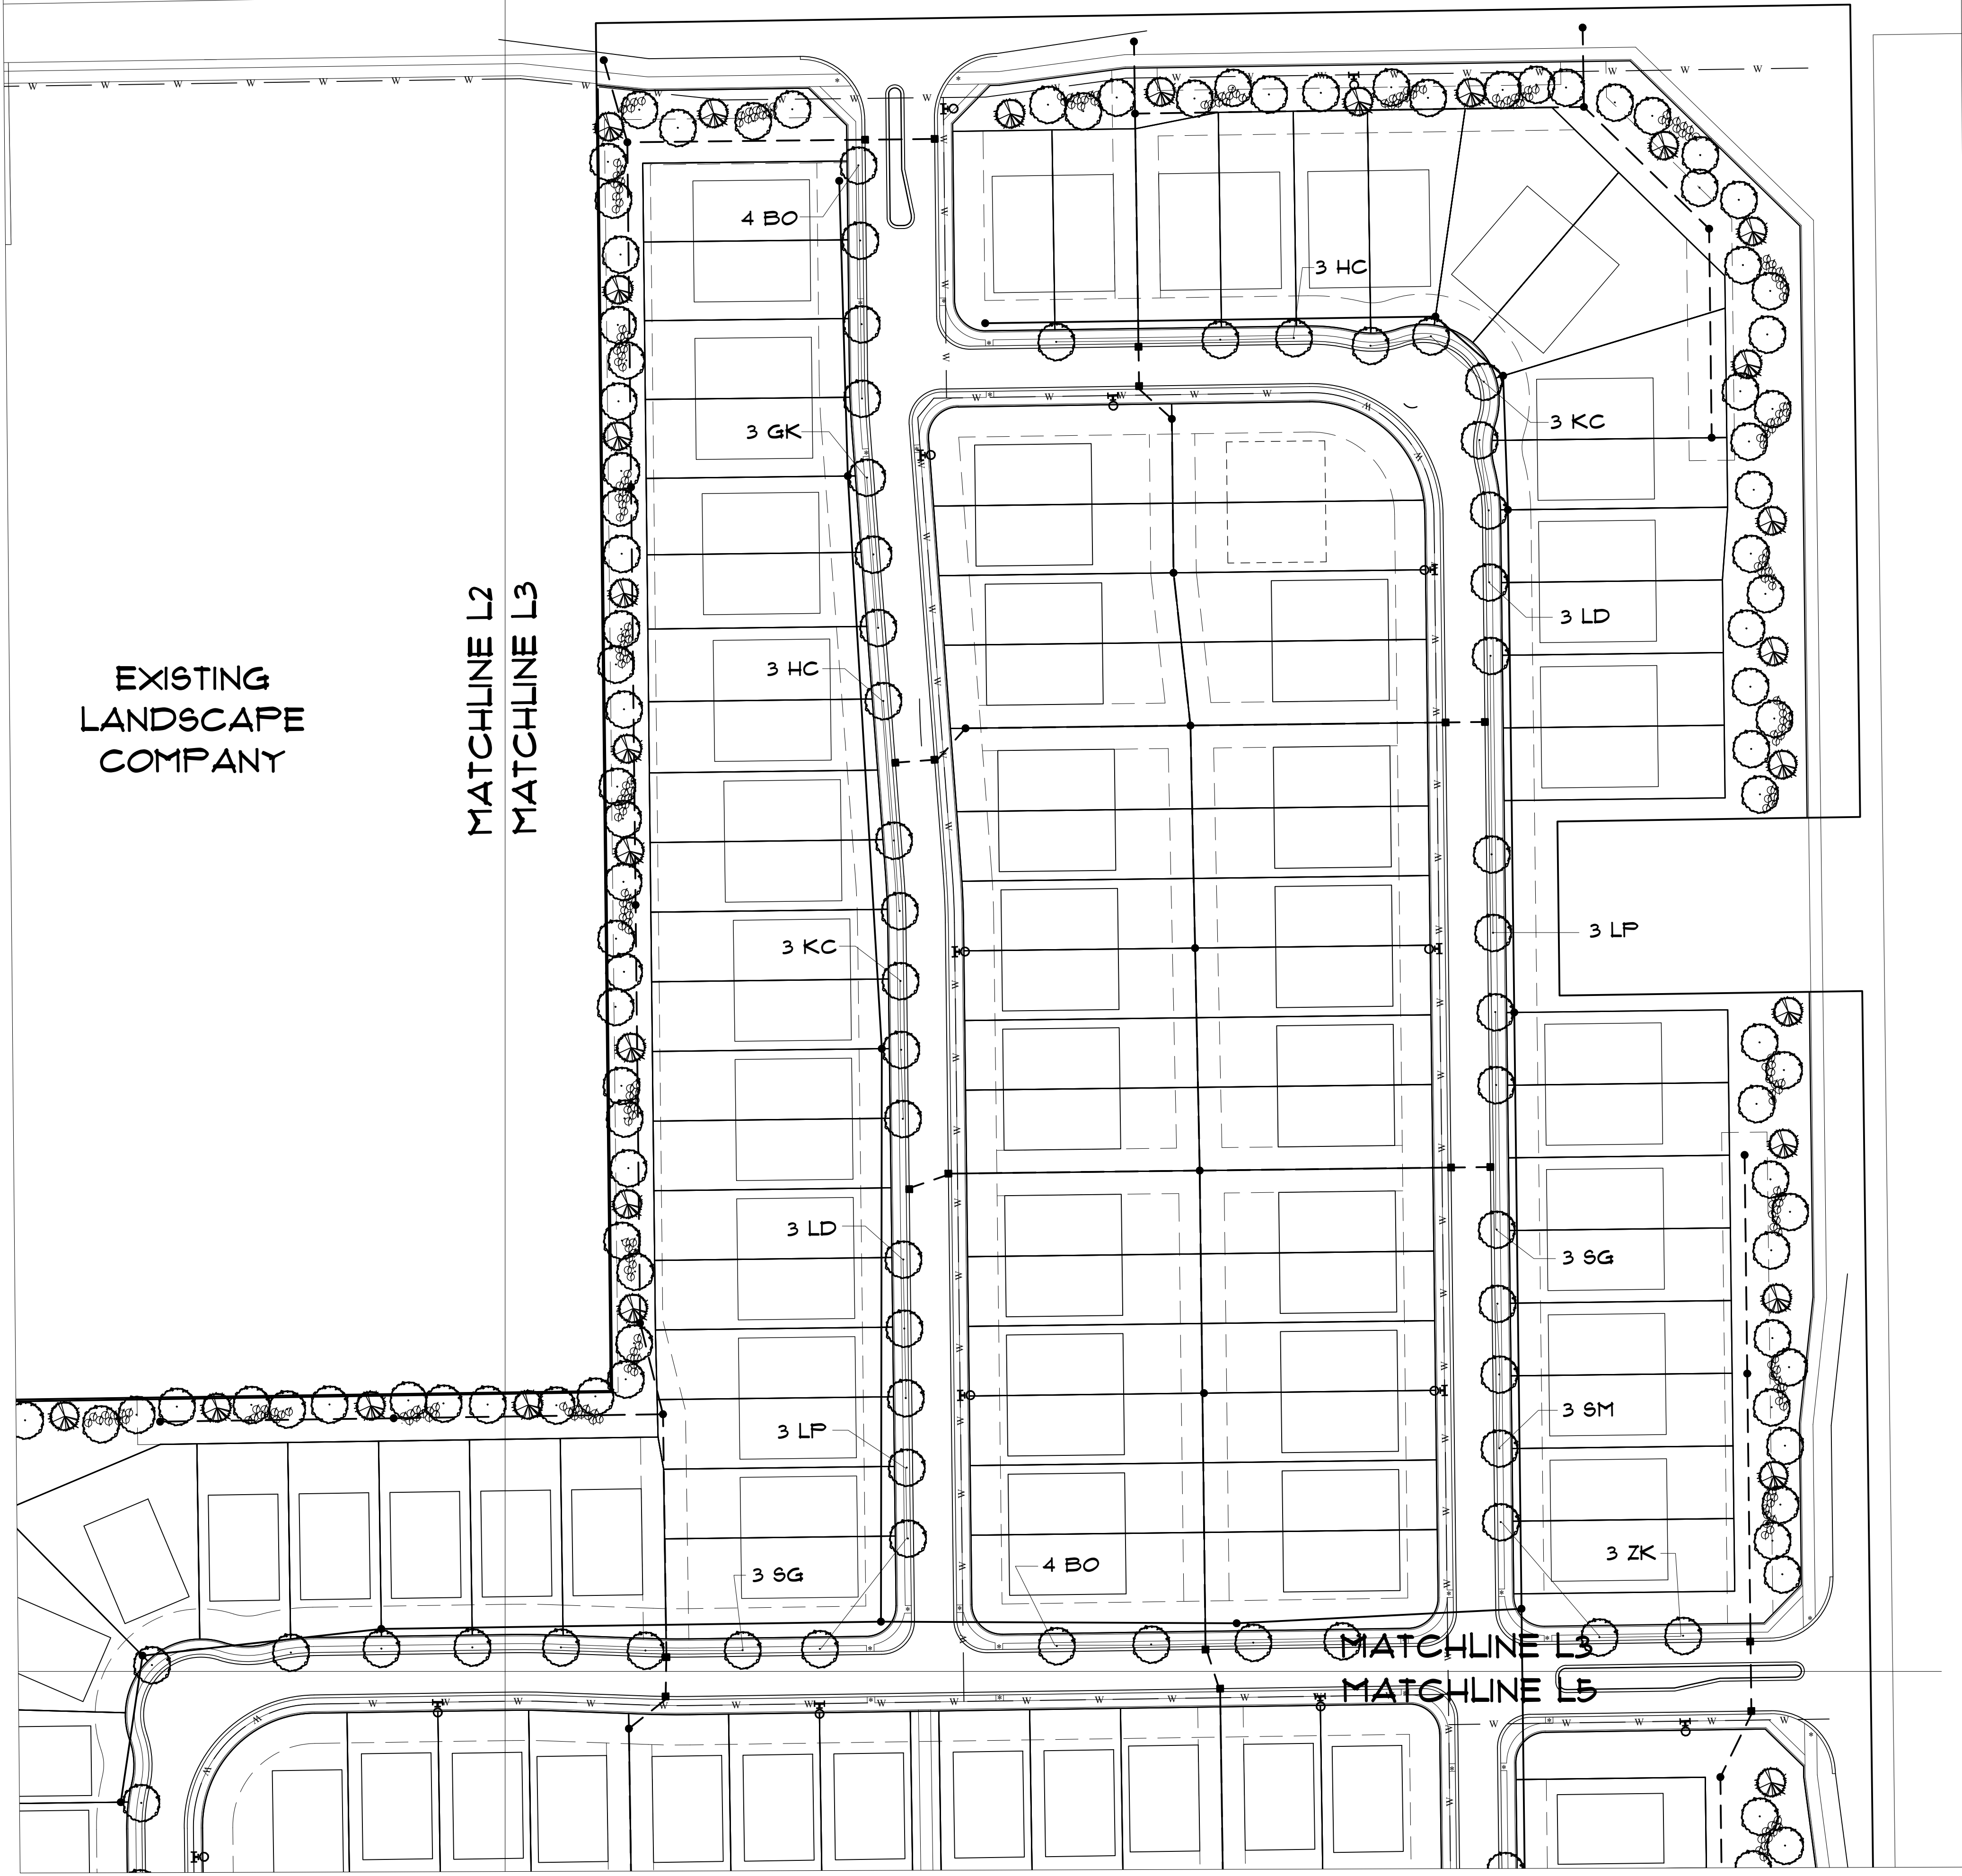 4 BO
3 HC
3 GK
3 KC
EXISTING
LANDSCAPE
COMPANY
MATCHLINE L2
MATCHLINE L3
3 HC
3 LD
3 KC
3 LP
3 LD
3 SG
3 LP
3 SM
3 SG
4 BO
3 ZK
MATCHLINE L3
MATCHLINE L5